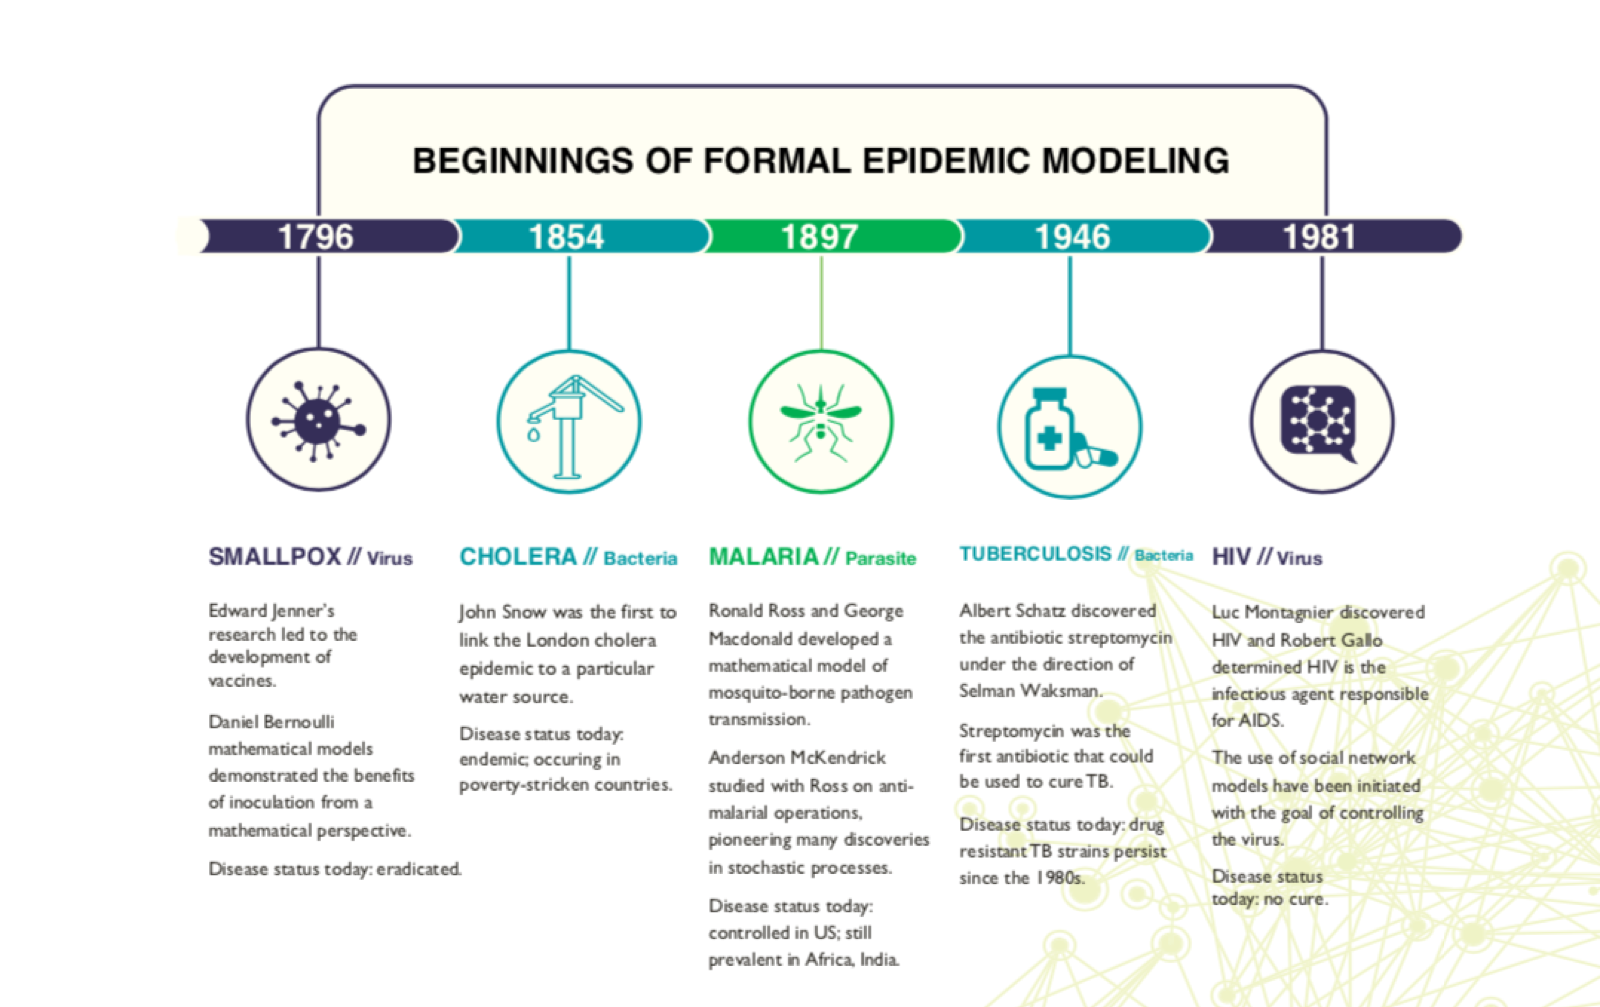 BEGINNINGS OF FORMAL EPIDEMIC MODELING
1796
1854
1897
1946
1981
SMALLPOX // Virus
Edward Jenner's
research led to the
development of
vaccines.
Daniel Bernoulli
mathematical models
demonstrated the benefits
of inoculation from a
mathematical perspective.
Disease status today: eradicated.
CHOLERA // Bacteria
John Snow was the first to
link the London cholera
epidemic to a particular
water source.
Disease status today:
endemic; occuring in
poverty-stricken countries.
MALARIA // Parasite
Ronald Ross and George
Macdonald developed a
mathematical model of
mosquito-borne pathogen
transmission.
Anderson McKendrick
studied with Ross on anti-
malarial operations,
pioneering many discoveries
in stochastic processes.
Disease status today:
controlled in US; still
prevalent in Africa, India.
TUBERCULOSIS // Bacteria
Albert Schatz discovered
the antibiotic streptomycin
under the direction of
Selman Waksman.
Streptomycin was the
first antibiotic that could
be used to cure TB.
Disease status today: drug
resistant TB strains persist
since the 1980s.
HIV // Virus
Luc Montagnier discovered
HIV and Robert Gallo
determined HIV is the
infectious agent responsible
for AIDS.
The use of social network
models have been initiated
with the goal of controlling
the virus.
Disease status
today: no cure.